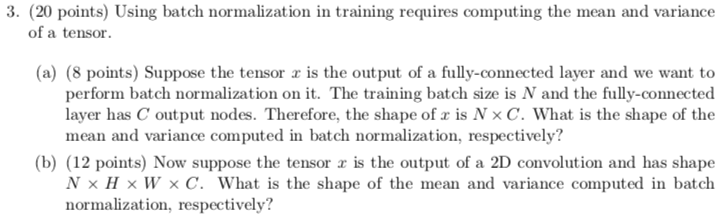 3. (20 points) Using batch normalization in training requires computing the mean and variance
of a tensor.
(a) (8 points) Suppose the tensor x is the output of a fully-connected layer and we want to
perform batch normalization on it. The training batch size is N and the fully-connected
layer has C output nodes. Therefore, the shape of x is N × C. What is the shape of the
mean and variance computed in batch normalization, respectively?
(b) (12 points) Now suppose the tensor x is the output of a 2D convolution and has shape
N × H × W × C. What is the shape of the mean and variance computed in batch
normalization, respectively?